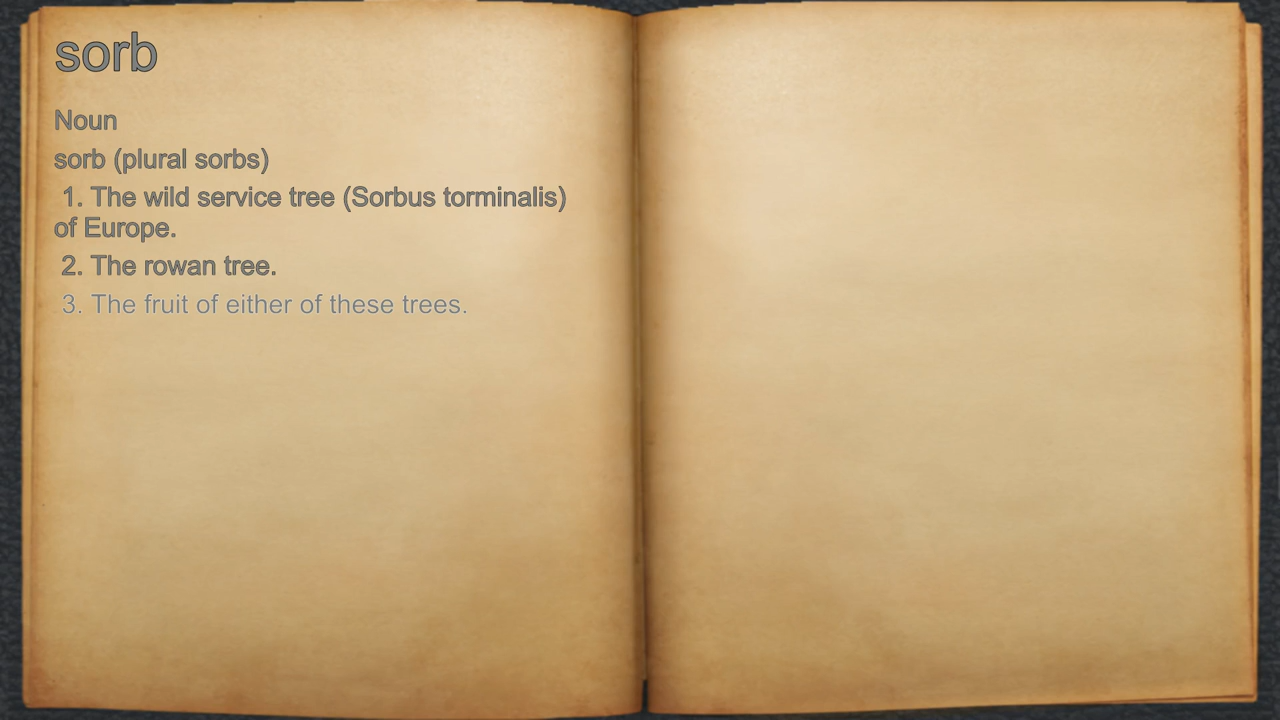 sorb
Noun
sorb (plural sorbs)
1. The wild service tree (Sorbus torminalis)
of Europe.
2. The rowan tree.
3. The fruit of either of these trees.